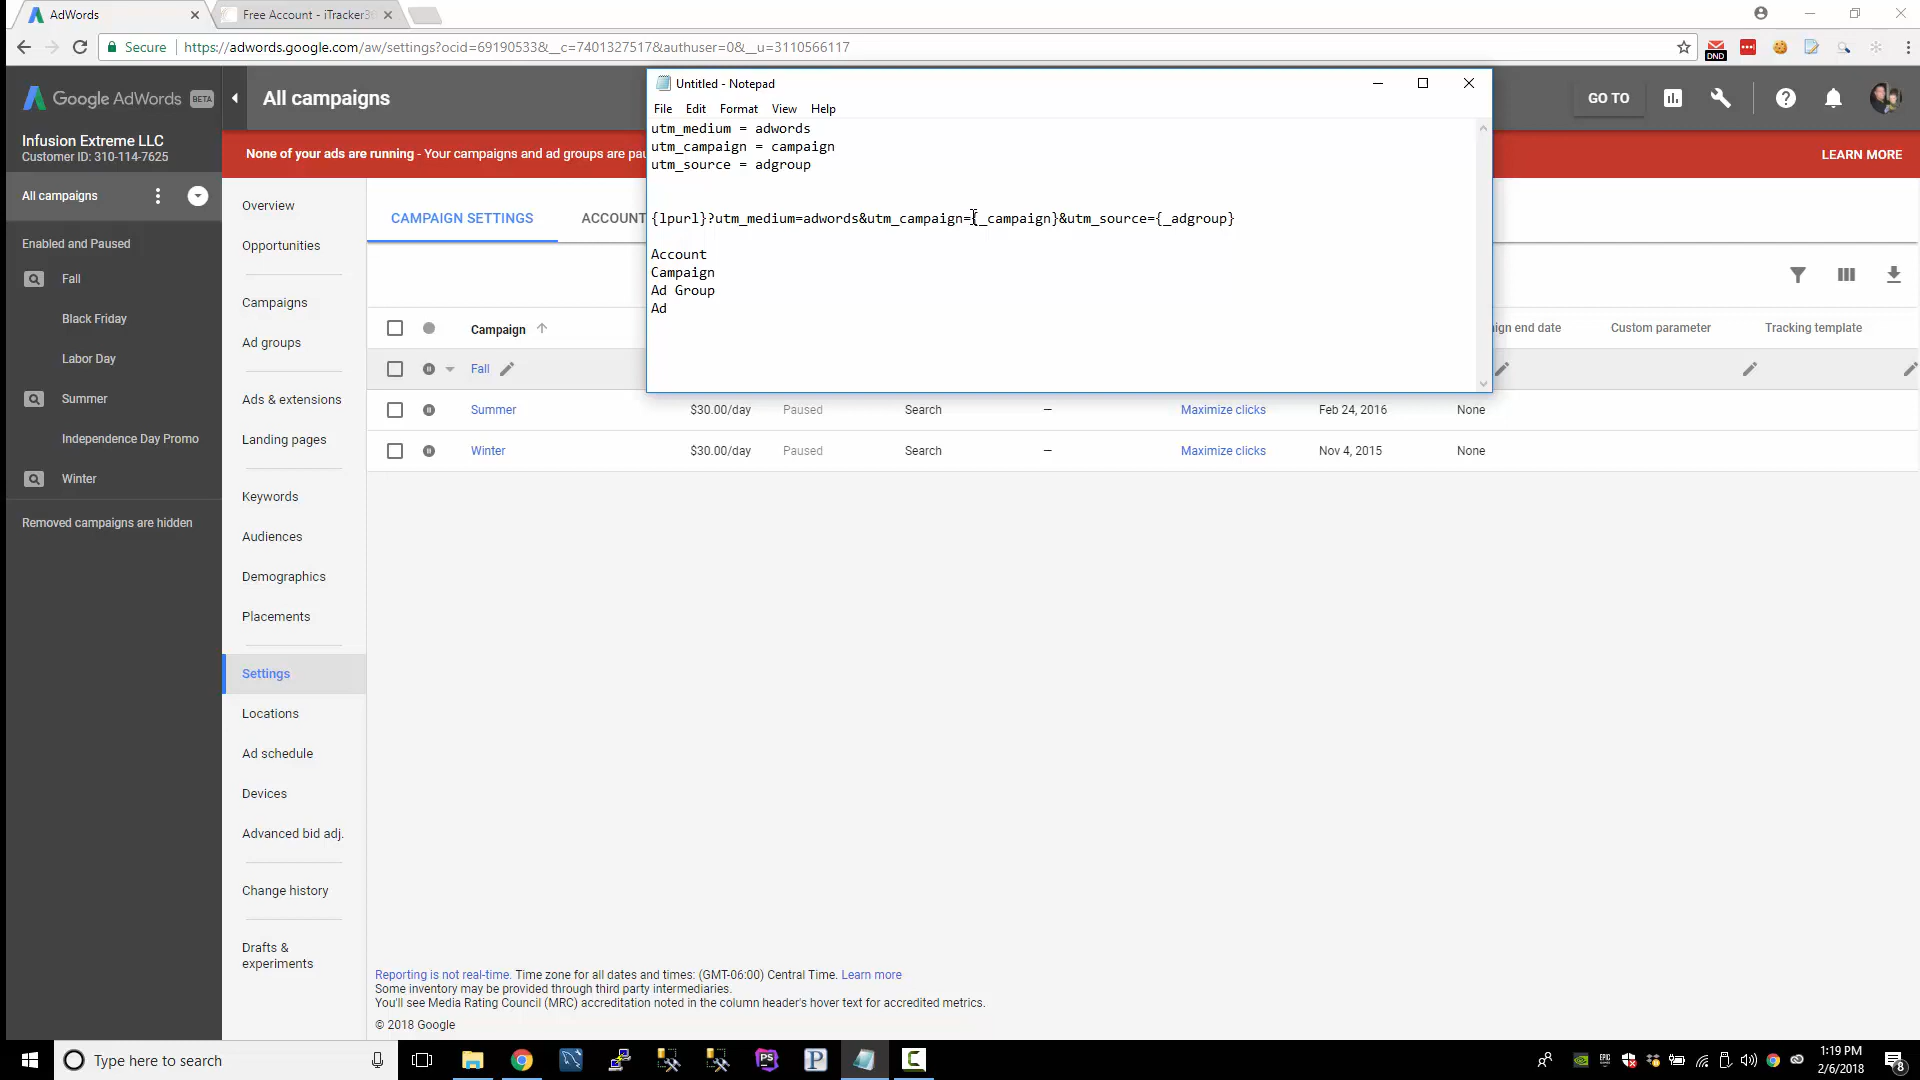 AdWords
Free Account - iTracker3
Secure
https://adwords.google.com/aw/settings?ocid=69190533&__c=7401327517&authuser=0&__u=3110566117
DND
Google AdWords BETA
All campaigns
GO TO
Infusion Extreme LLC
Customer ID: 310-114-7625
None of your ads are running - Your campaigns and ad groups are pau
LEARN MORE
All campaigns
Enabled and Paused
Fall
Black Friday
Labor Day
Summer
Independence Day Promo
Winter
Removed campaigns are hidden
Overview
Opportunities
Campaigns
Ad groups
Ads & extensions
Landing pages
Keywords
Audiences
Demographics
Placements
Settings
Locations
Ad schedule
Devices
Advanced bid adj.
Change history
Drafts &
experiments
CAMPAIGN SETTINGS
ACCOUNT
Untitled - Notepad
File Edit Format View Help
utm_medium = adwords
utm_campaign = campaign
utm_source = adgroup
{lpurl}?utm_medium=adwords&utm_campaign={_campaign}&utm_source={_adgroup}
Account
Campaign
Ad Group
Ad
Campaign
ign end date
Custom parameter
Tracking template
Fall
Summer $30.00/day Paused Search – Maximize clicks Feb 24, 2016 None
Winter $30.00/day Paused Search – Maximize clicks Nov 4, 2015 None
Reporting is not real-time. Time zone for all dates and times: (GMT-06:00) Central Time. Learn more
Some inventory may be provided through third party intermediaries.
You'll see Media Rating Council (MRC) accreditation noted in the column header's hover text for accredited metrics.
© 2018 Google
Type here to search
PS
P
C
EPIC
1:19 PM
2/6/2018
8